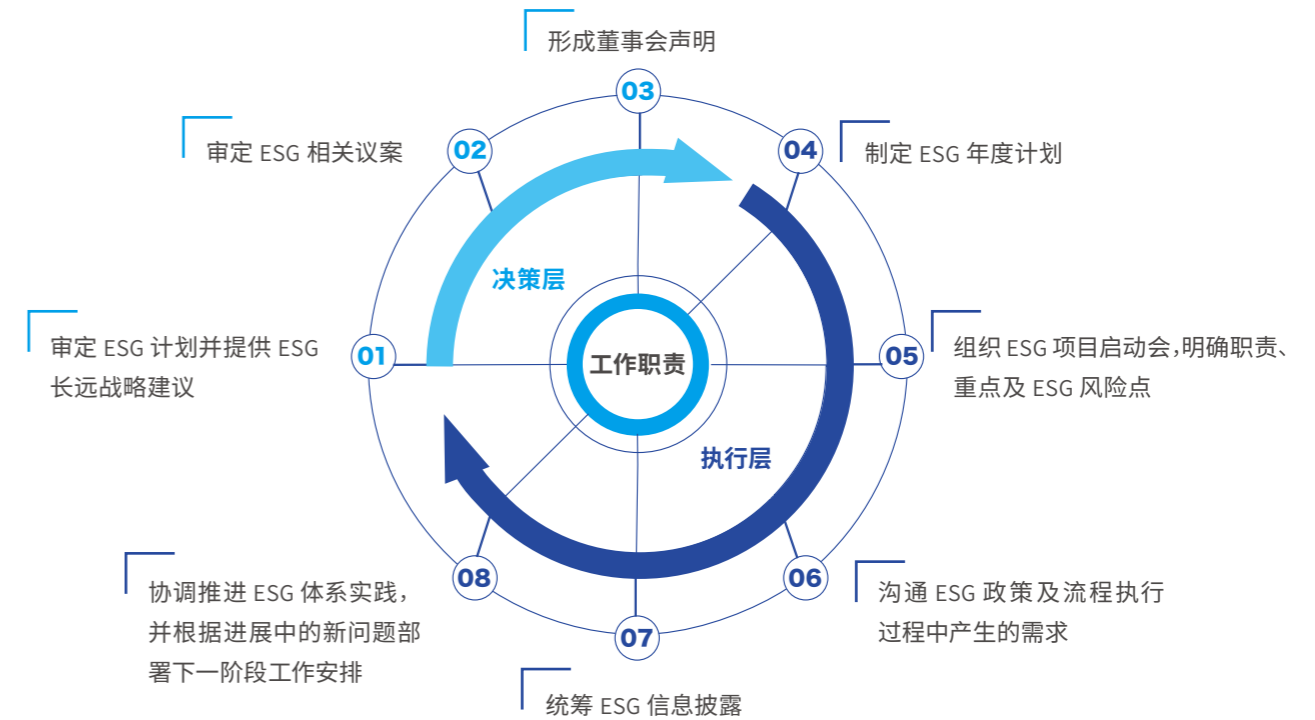 03
形成董事会声明
02
审定 ESG 相关议案
04
制定 ESG 年度计划
01
审定 ESG 计划并提供 ESG
长远战略建议
决策层
工作职责
执行层
05
组织 ESG 项目启动会，明确职责、
重点及 ESG 风险点
08
协调推进 ESG 体系实践，
并根据进展中的新问题部
署下一阶段工作安排
06
沟通 ESG 政策及流程执行
过程中产生的需求
07
统筹 ESG 信息披露